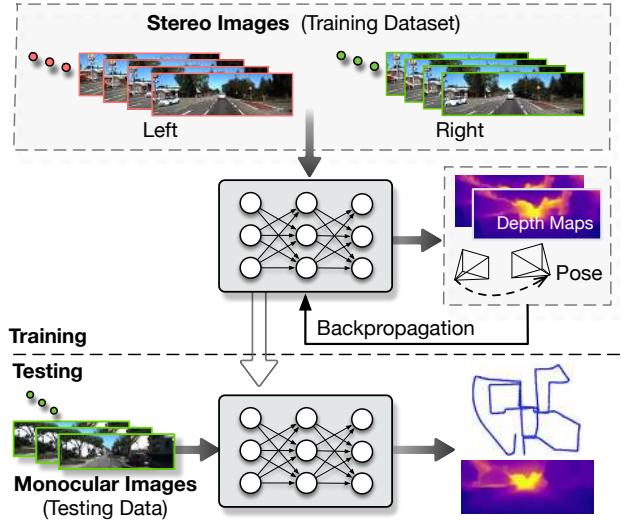 Stereo Images (Training Dataset)
Left
Right
Depth Maps
Pose
Backpropagation
Training
Testing
Monocular Images
(Testing Data)